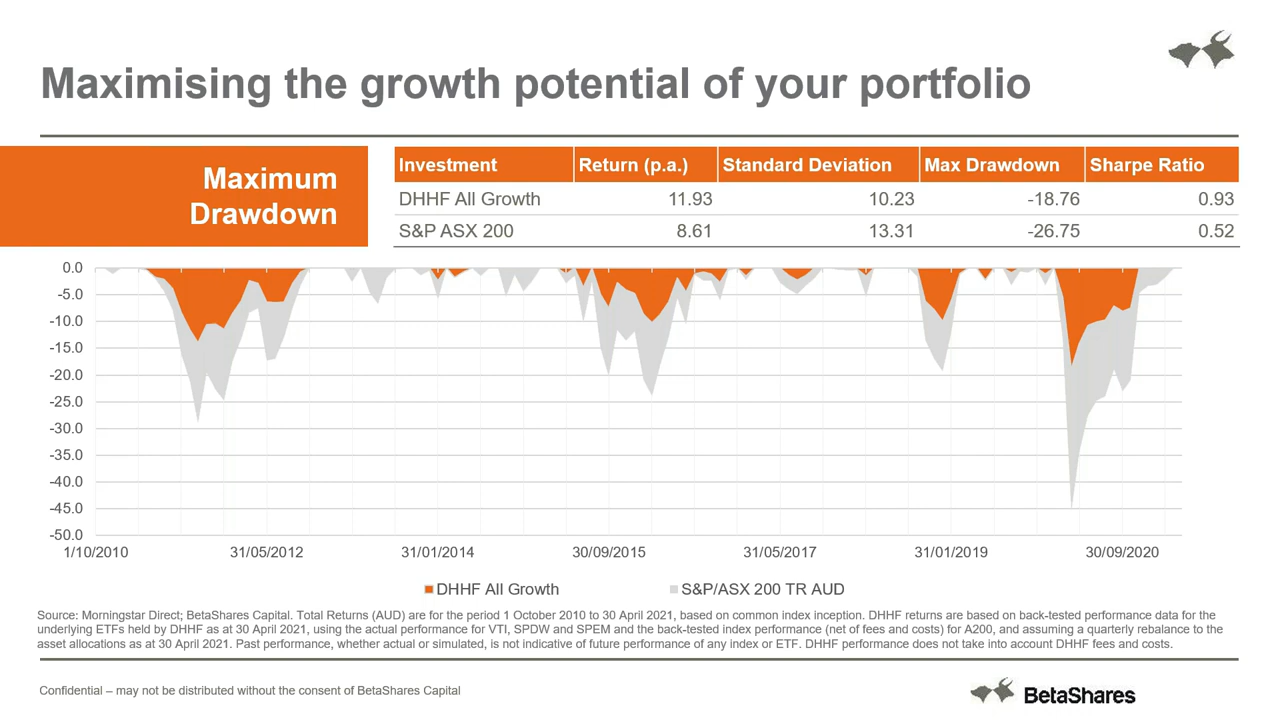 Maximising the growth potential of your portfolio
Maximum
Drawdown
Investment Return (p.a.) Standard Deviation Max Drawdown Sharpe Ratio
DHHF All Growth 11.93 10.23 -18.76 0.93
S&P ASX 200 8.61 13.31 -26.75 0.52
0.0
-5.0
-10.0
-15.0
-20.0
-25.0
-30.0
-35.0
-40.0
-45.0
-50.0
1/10/2010 31/05/2012 31/01/2014 30/09/2015 31/05/2017 31/01/2019 30/09/2020
DHHF All Growth S&P/ASX 200 TR AUD
Source: Morningstar Direct; BetaShares Capital. Total Returns (AUD) are for the period 1 October 2010 to 30 April 2021, based on common index inception. DHHF returns are based on back-tested performance data for the
underlying ETFs held by DHHF as at 30 April 2021, using the actual performance for VTI, SPDW and SPEM and the back-tested index performance (net of fees and costs) for A200, and assuming a quarterly rebalance to the
asset allocations as at 30 April 2021. Past performance, whether actual or simulated, is not indicative of future performance of any index or ETF. DHHF performance does not take into account DHHF fees and costs.
Confidential – may not be distributed without the consent of BetaShares Capital
BetaShares